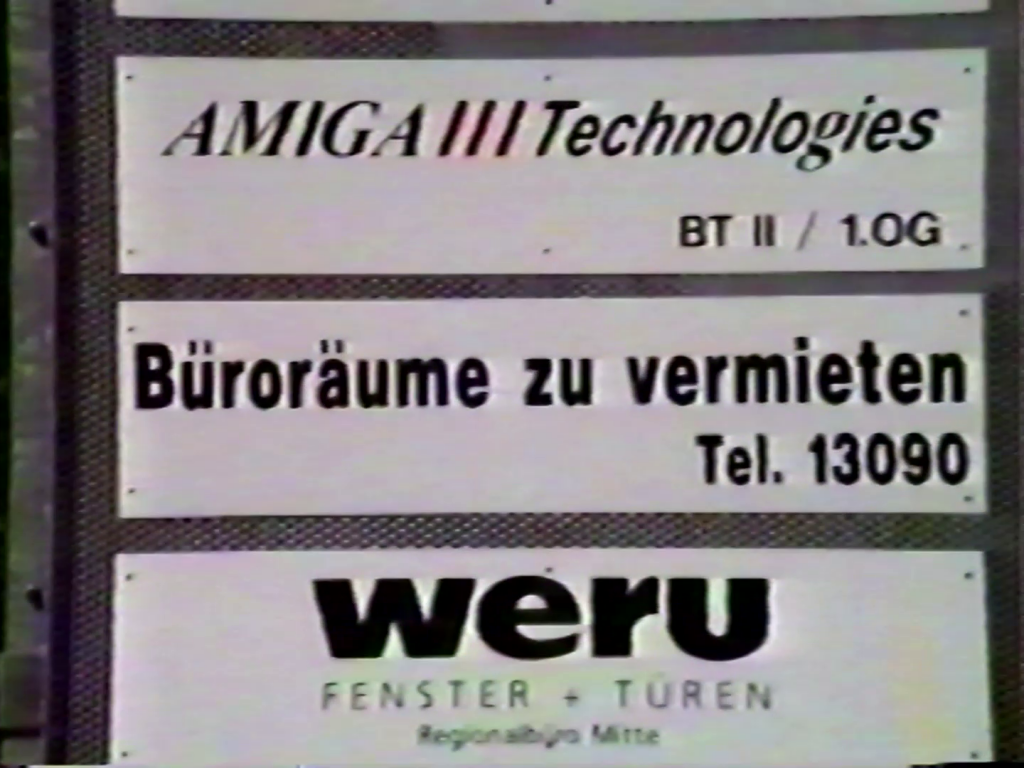 AMIGA Technologies
BT II / 1.OG
Büroräume zu vermieten
Tel. 13090
weru
FENSTER + TÜREN
Regionalbüro Mitte